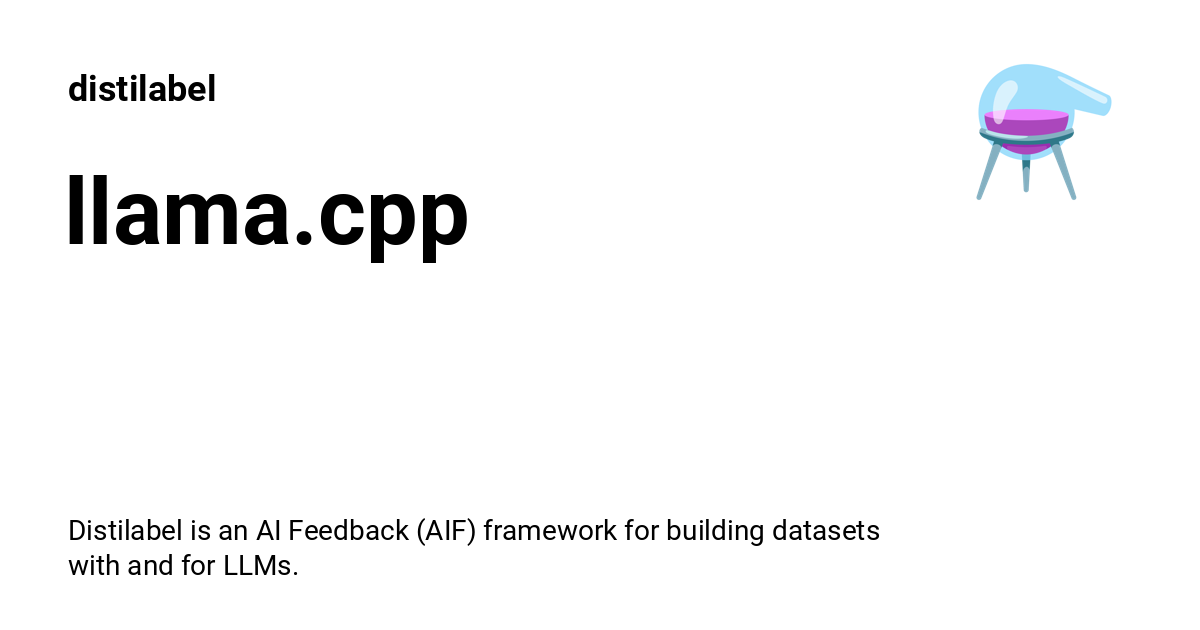 distilabel
llama.cpp
Distilabel is an AI Feedback (AIF) framework for building datasets
with and for LLMs.